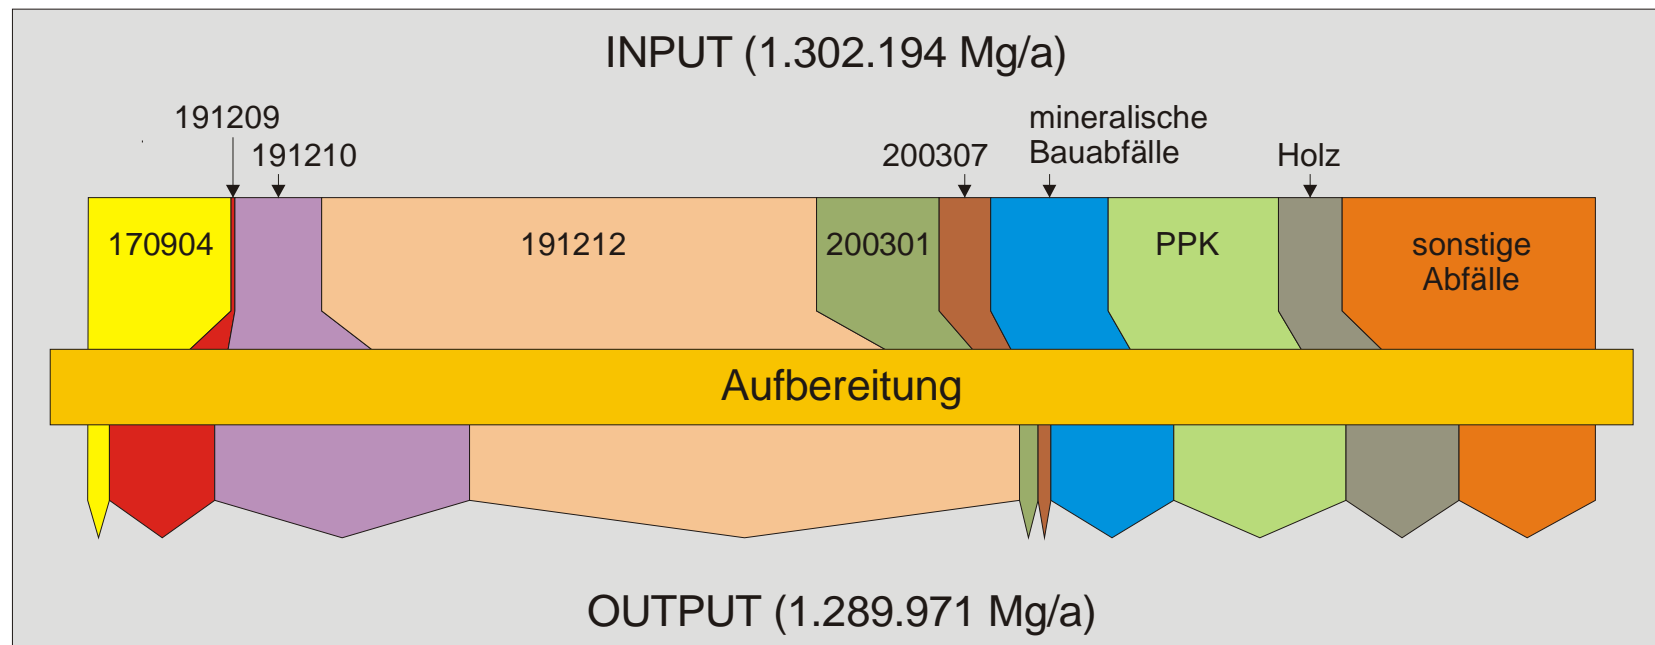 INPUT (1.302.194 Mg/a)
191209
191210
200307
mineralische
Bauabfälle
Holz
170904
191212
200301
PPK
sonstige
Abfälle
Aufbereitung
OUTPUT (1.289.971 Mg/a)